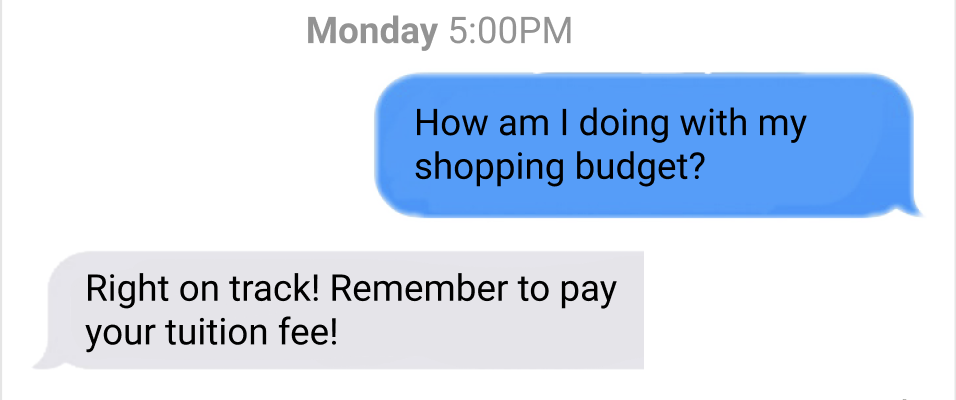 Monday 5:00PM
How am I doing with my
shopping budget?
Right on track! Remember to pay
your tuition fee!